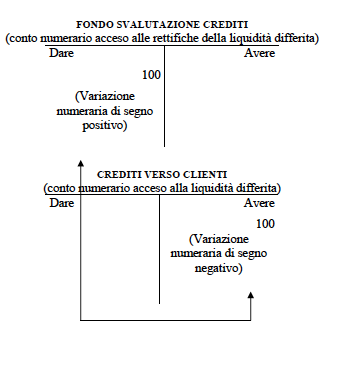 FONDO SVALUTAZIONE CREDITI
(conto numerario acceso alle rettifiche della liquidità differita)
Dare Avere
100
(Variazione
numeraria di segno
positivo)
CREDITI VERSO CLIENTI
(conto numerario acceso alla liquidità differita)
Dare Avere
100
(Variazione
numeraria di segno
negativo)